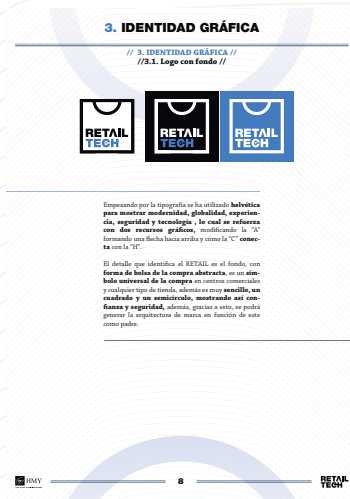 3. IDENTIDAD GRÁFICA
// 3. IDENTIDAD GRÁFICA //
//3.1. Logo con fondo //
RETAIL
TECH
RETAIL
TECH
RETAIL
TECH
Empezando por la tipografía se ha utilizado helvética
para mostrar modernidad, globalidad, experien-
cia, seguridad y tecnología , lo cual se refuerza
con dos recursos gráficos, modificando la "A"
formando una flecha hacia arriba y cómo la "C" conec-
ta con la "H".
El detalle que identifica el RETAIL es el fondo, con
forma de bolsa de la compra abstracta, es un sím-
bolo universal de la compra en centros comerciales
y cualquier tipo de tienda, además es muy sencillo, un
cuadrado y un semicírculo, mostrando así con-
fianza y seguridad, además, gracias a esto, se podrá
generar la arquitectura de marca en función de este
como padre.
HMY
8
RETAIL
TECH